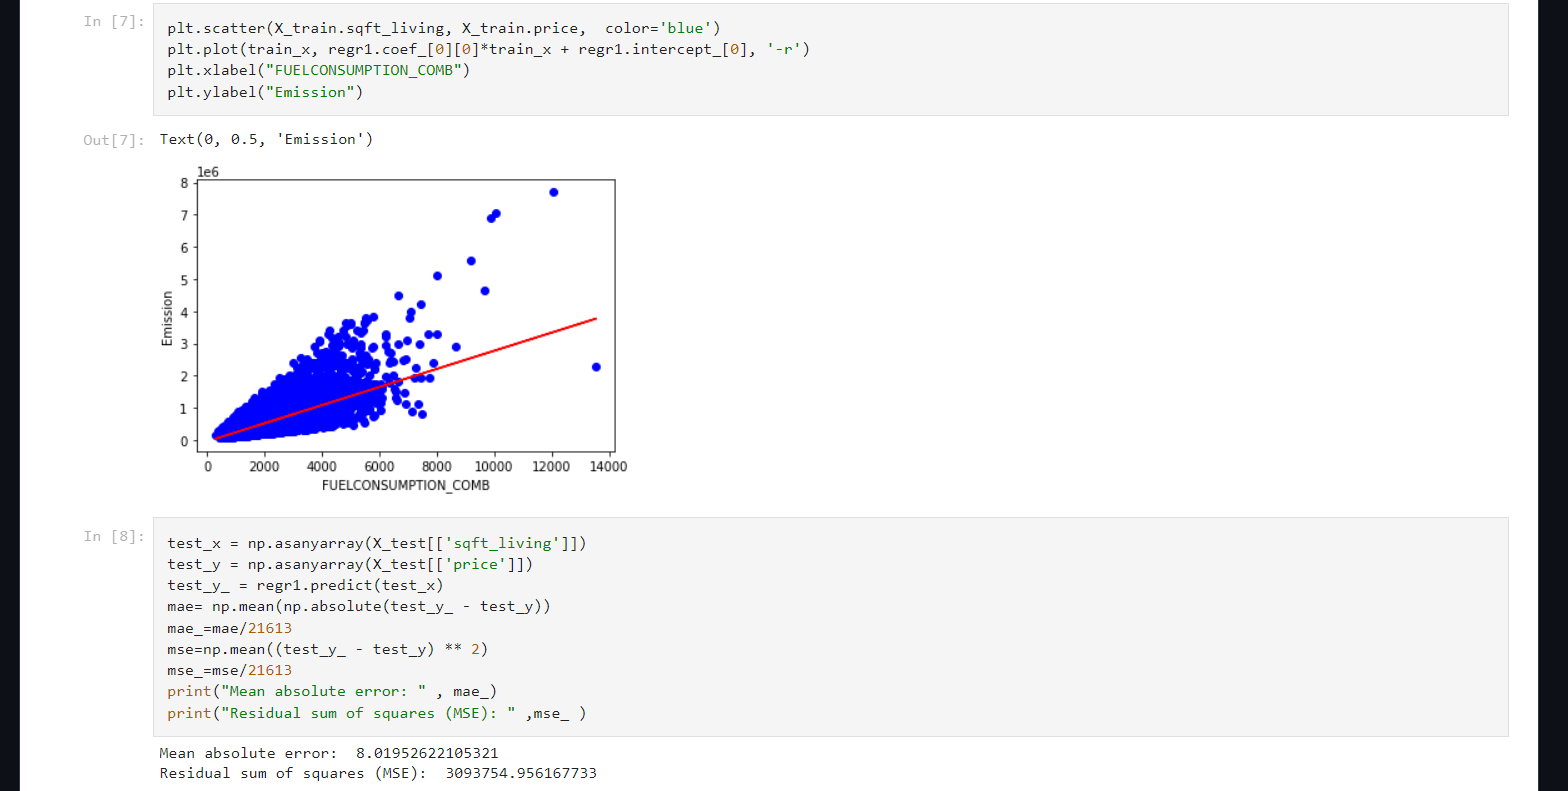 In [7]:
plt.scatter(X_train.sqft_living, X_train.price,  color='blue')
plt.plot(train_x, regr1.coef_[0][0]*train_x + regr1.intercept_[0], '-r')
plt.xlabel("FUELCONSUMPTION_COMB")
plt.ylabel("Emission")
Out[7]: Text(0, 0.5, 'Emission')
1e6
8
7
6
5
4
3
2
1
0
Emission
0 2000 4000 6000 8000 10000 12000 14000
FUELCONSUMPTION_COMB
In [8]:
test_x = np.asanyarray(X_test[['sqft_living']])
test_y = np.asanyarray(X_test[['price']])
test_y_ = regr1.predict(test_x)
mae= np.mean(np.absolute(test_y_ - test_y))
mae_=mae/21613
mse=np.mean((test_y_ - test_y) ** 2)
mse_=mse/21613
print("Mean absolute error: " , mae_)
print("Residual sum of squares (MSE): " ,mse_ )
Mean absolute error:  8.01952622105321
Residual sum of squares (MSE):  3093754.956167733